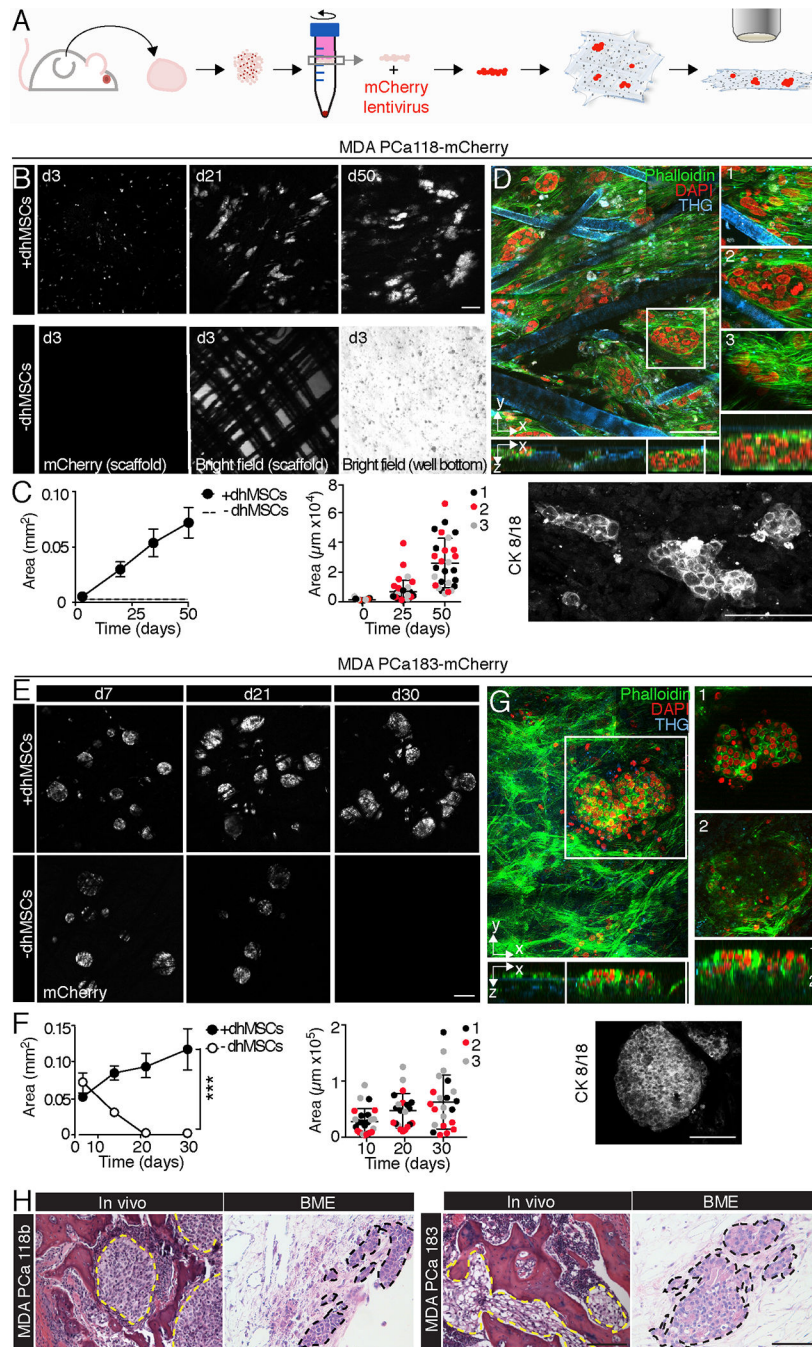 A
+
mCherry
lentivirus
MDA PCa118-mCherry
B
+dhMSCs
d3
d21
d50
-dhMSCs
d3
mCherry (scaffold)
d3
Bright field (scaffold)
d3
Bright field (well bottom)
D
Phalloidin
DAPI
THG
y
x
x
z
1
2
3
C
Area (mm²)
0.10
0.05
0
0 10 20 30 40 50
Time (days)
+dhMSCs
- dhMSCs
Area (µm x10⁴)
8
6
4
2
0
0 25 50
Time (days)
1
2
3
CK 8/18
MDA PCa183-mCherry
E
d7
d21
d30
+dhMSCs
-dhMSCs
mCherry
G
Phalloidin
DAPI
THG
y
x
x
z
1
2
1
2
F
Area (mm²)
0.15
0.10
0.05
0
0 10 20 30
Time (days)
+dhMSCs
- dhMSCs
***
Area (µm x10⁵)
2
1
0
10 20 30
Time (days)
1
2
3
CK 8/18
H
In vivo
BME
In vivo
BME
MDA PCa 118b
MDA PCa 183